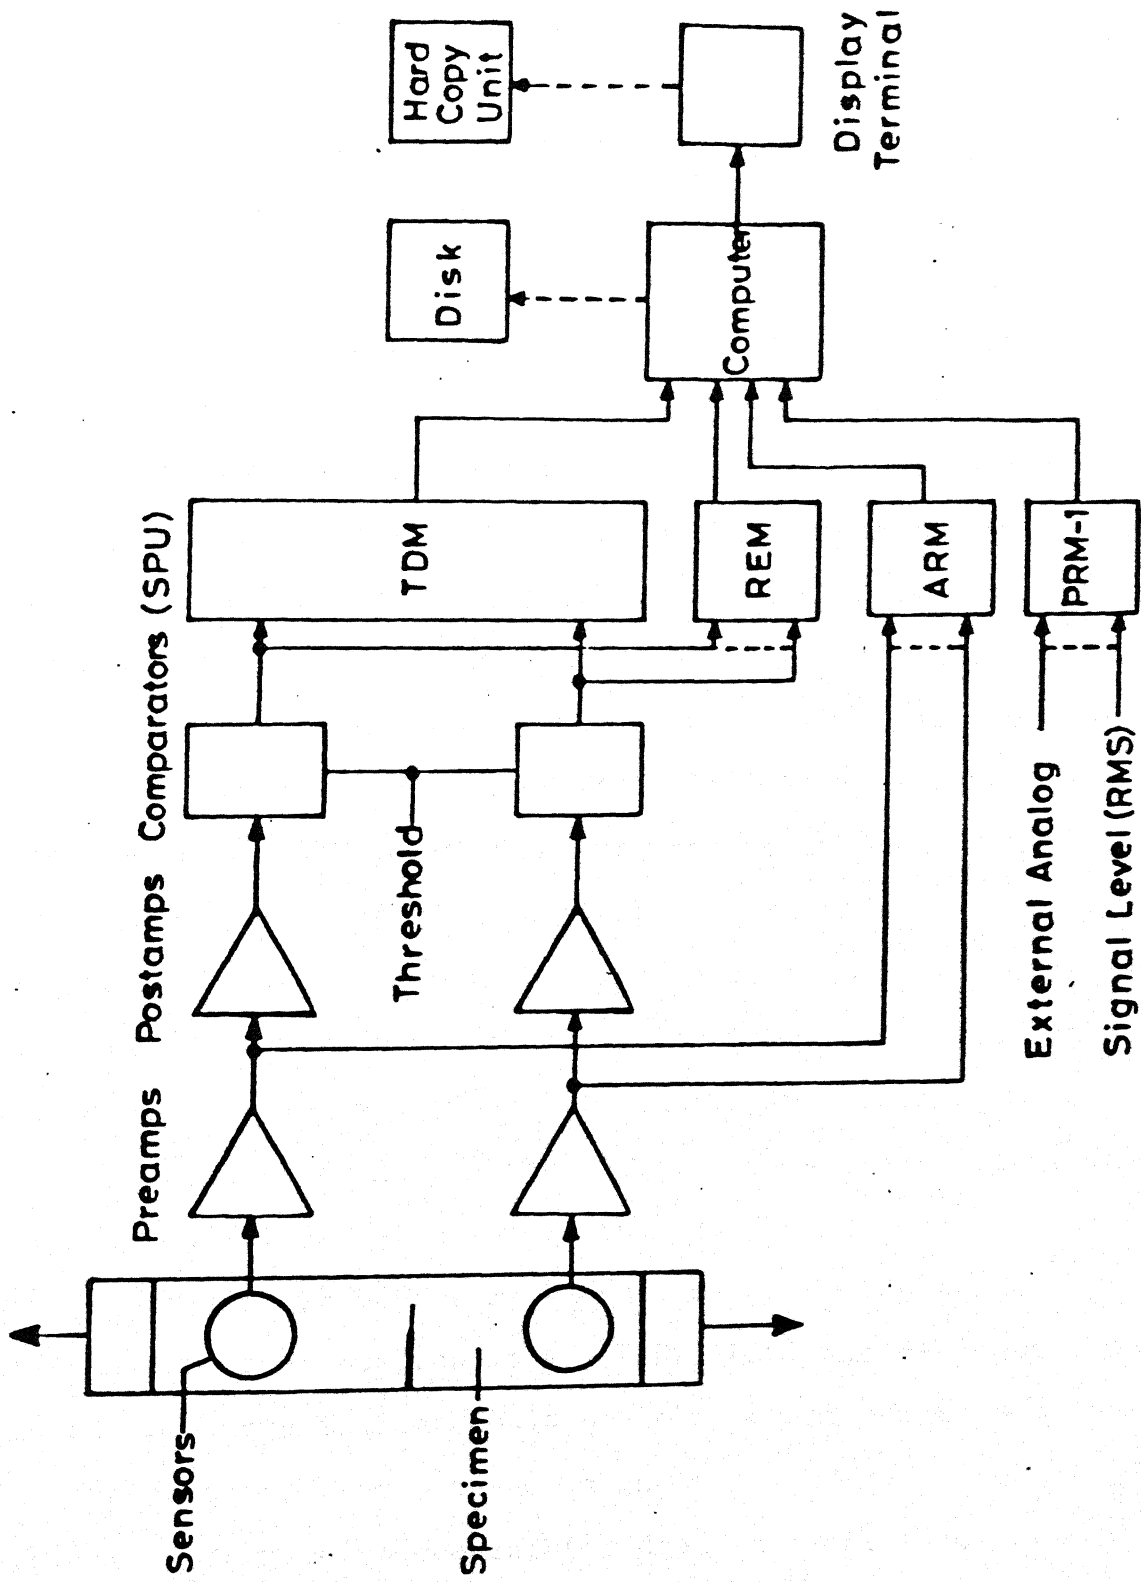 Sensors
Specimen
Preamps
Postamps
Comparators (SPU)
Threshold
TDM
REM
ARM
PRM-1
External Analog
Signal Level (RMS)
Computer
Disk
Hard
Copy
Unit
Display
Terminal